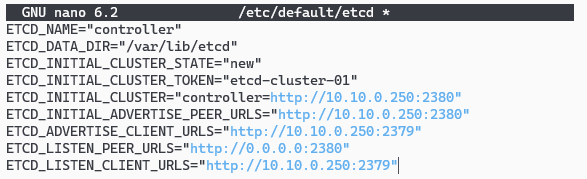 GNU nano 6.2 /etc/default/etcd *
ETCD_NAME="controller"
ETCD_DATA_DIR="/var/lib/etcd"
ETCD_INITIAL_CLUSTER_STATE="new"
ETCD_INITIAL_CLUSTER_TOKEN="etcd-cluster-01"
ETCD_INITIAL_CLUSTER="controller=http://10.10.0.250:2380"
ETCD_INITIAL_ADVERTISE_PEER_URLS="http://10.10.0.250:2380"
ETCD_ADVERTISE_CLIENT_URLS="http://10.10.0.250:2379"
ETCD_LISTEN_PEER_URLS="http://0.0.0.0:2380"
ETCD_LISTEN_CLIENT_URLS="http://10.10.0.250:2379"